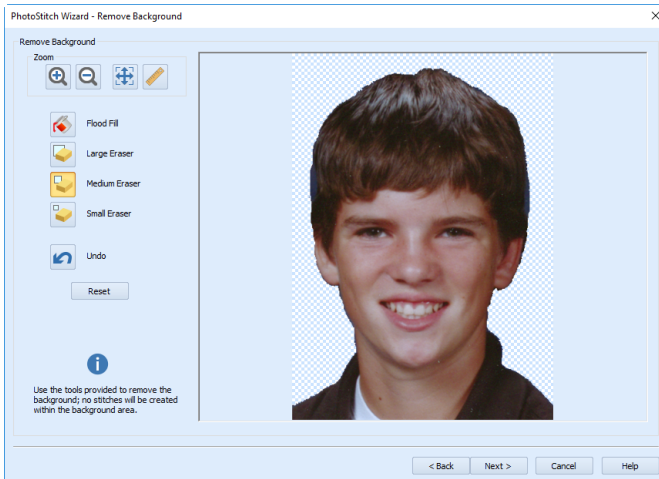 PhotoStitch Wizard - Remove Background
Remove Background
Zoom
Flood Fill
Large Eraser
Medium Eraser
Small Eraser
Undo
Reset
Use the tools provided to remove the
background; no stitches will be created
within the background area.
< Back Next > Cancel Help